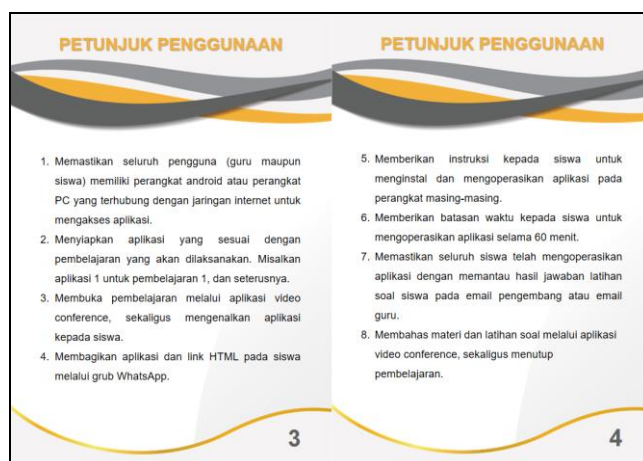 PETUNJUK PENGGUNAAN
1. Memastikan seluruh pengguna (guru maupun
siswa) memiliki perangkat android atau perangkat
PC yang terhubung dengan jaringan internet untuk
mengakses aplikasi.
2. Menyiapkan aplikasi yang sesuai dengan
pembelajaran yang akan dilaksanakan. Misalkan
aplikasi 1 untuk pembelajaran 1, dan seterusnya.
3. Membuka pembelajaran melalui aplikasi video
conference, sekaligus mengenalkan aplikasi
kepada siswa.
4. Membagikan aplikasi dan link HTML pada siswa
melalui grub WhatsApp.
3
PETUNJUK PENGGUNAAN
5. Memberikan instruksi kepada siswa untuk
menginstal dan mengoperasikan aplikasi pada
perangkat masing-masing.
6. Memberikan batasan waktu kepada siswa untuk
mengoperasikan aplikasi selama 60 menit.
7. Memastikan seluruh siswa telah mengoperasikan
aplikasi dengan memantau hasil jawaban latihan
soal siswa pada email pengembang atau email
guru.
8. Membahas materi dan latihan soal melalui aplikasi
video conference, sekaligus menutup
pembelajaran.
4